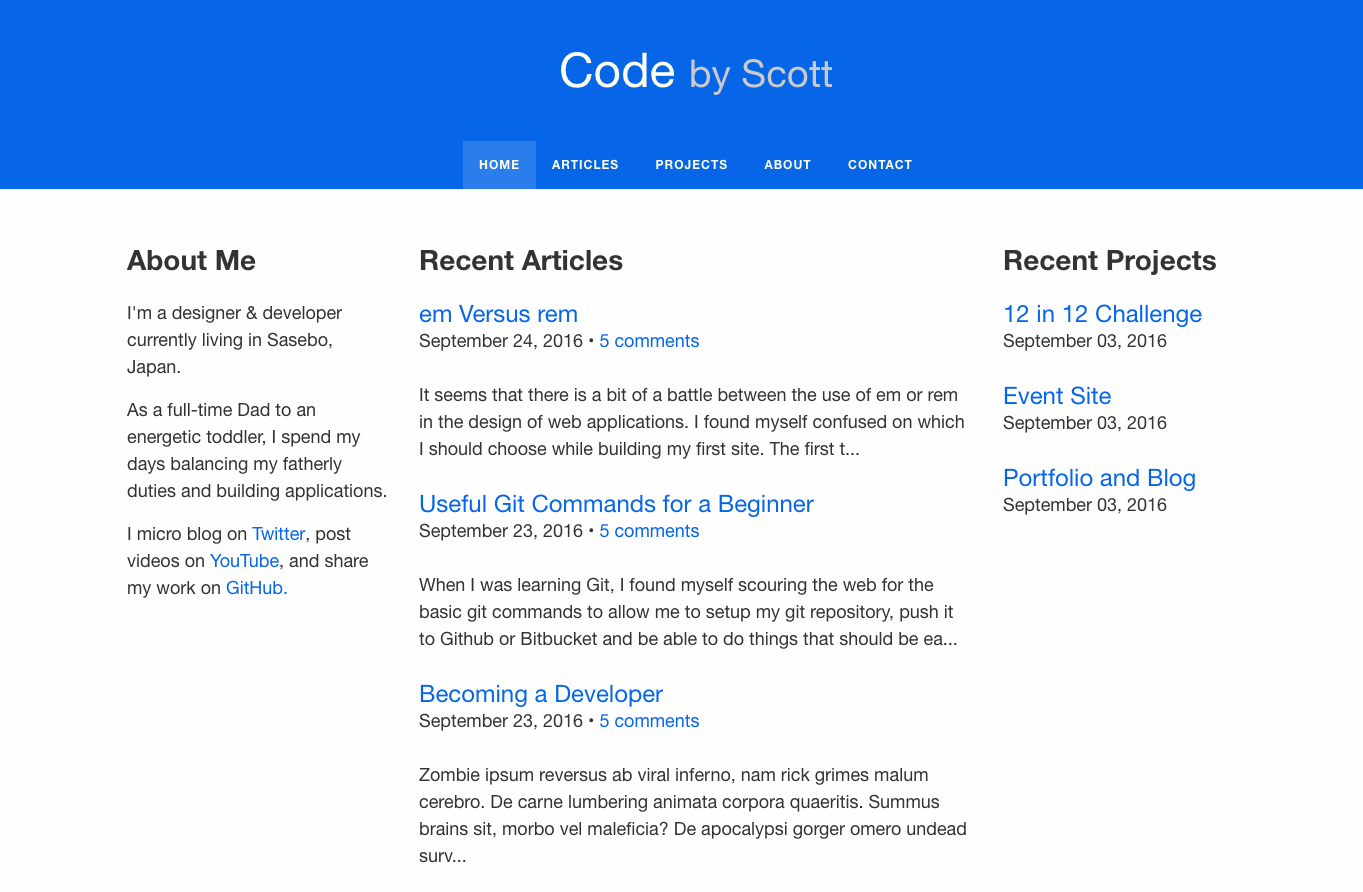 Code by Scott
HOME ARTICLES PROJECTS ABOUT CONTACT
About Me
I'm a designer & developer
currently living in Sasebo,
Japan.
As a full-time Dad to an
energetic toddler, I spend my
days balancing my fatherly
duties and building applications.
I micro blog on Twitter, post
videos on YouTube, and share
my work on GitHub.
Recent Articles
em Versus rem
September 24, 2016 • 5 comments
It seems that there is a bit of a battle between the use of em or rem
in the design of web applications. I found myself confused on which
I should choose while building my first site. The first t...
Useful Git Commands for a Beginner
September 23, 2016 • 5 comments
When I was learning Git, I found myself scouring the web for the
basic git commands to allow me to setup my git repository, push it
to Github or Bitbucket and be able to do things that should be ea...
Becoming a Developer
September 23, 2016 • 5 comments
Zombie ipsum reversus ab viral inferno, nam rick grimes malum
cerebro. De carne lumbering animata corpora quaeritis. Summus
brains sit, morbo vel maleficia? De apocalypsi gorger omero undead
surv...
Recent Projects
12 in 12 Challenge
September 03, 2016
Event Site
September 03, 2016
Portfolio and Blog
September 03, 2016